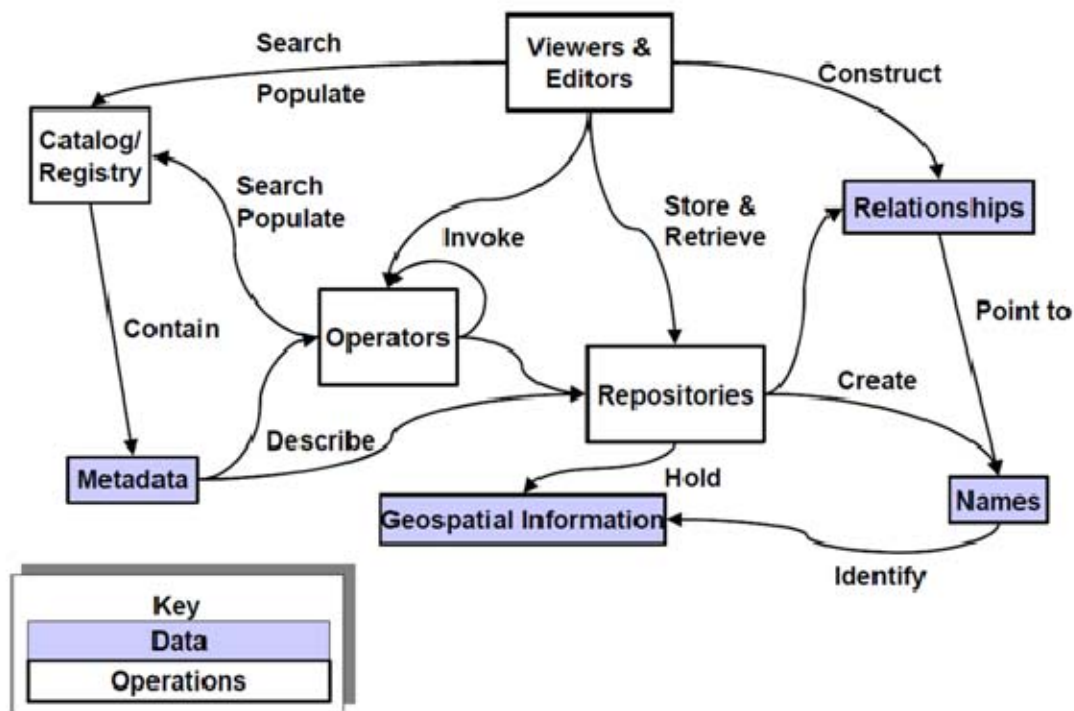 Search
Viewers &
Editors
Construct
Populate
Catalog/
Registry
Search
Populate
Relationships
Store &
Retrieve
Invoke
Contain
Operators
Point to
Repositories
Create
Describe
Metadata
Hold
Names
Geospatial Information
Identify
Key
Data
Operations